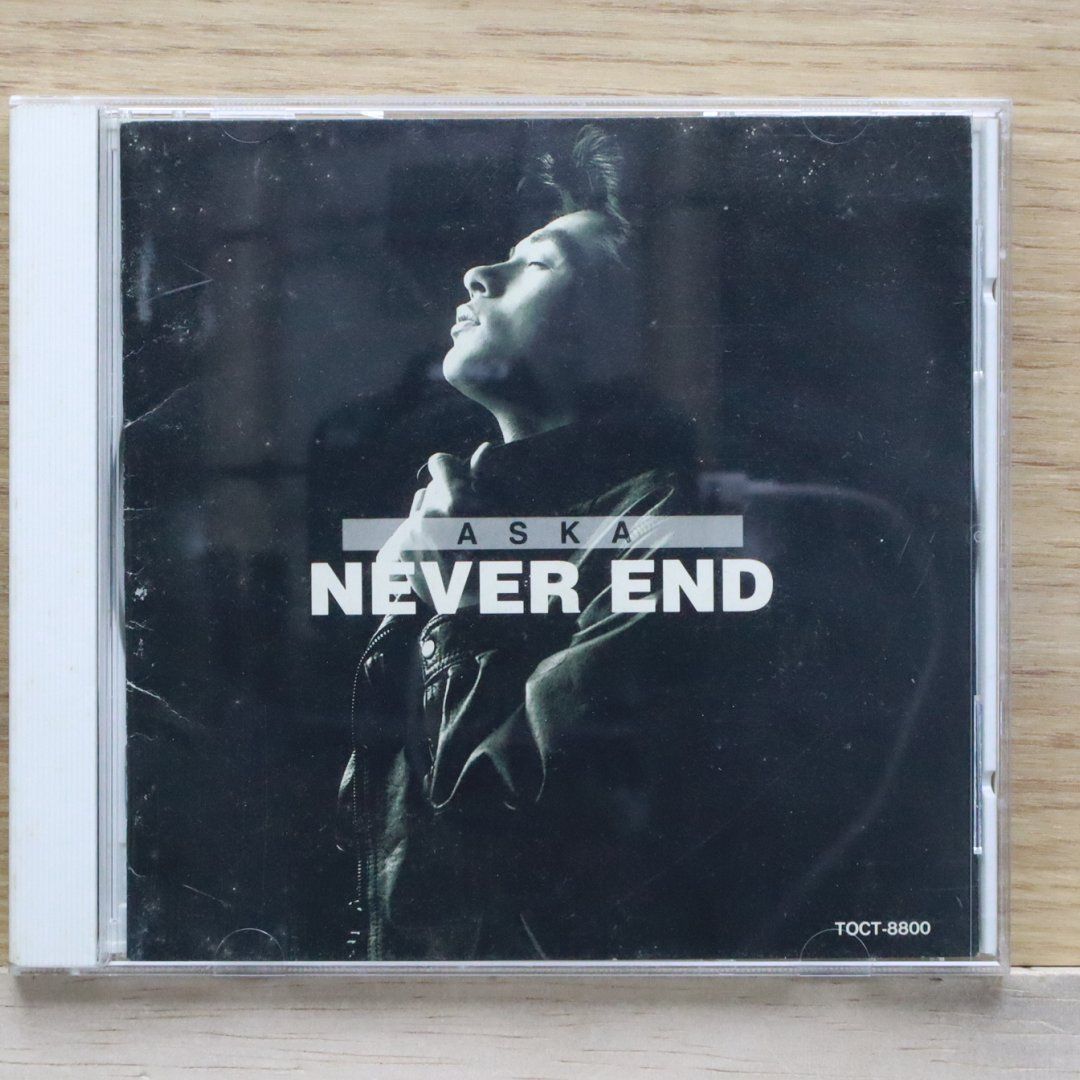 ASKA
NEVER END
TOCT-8800